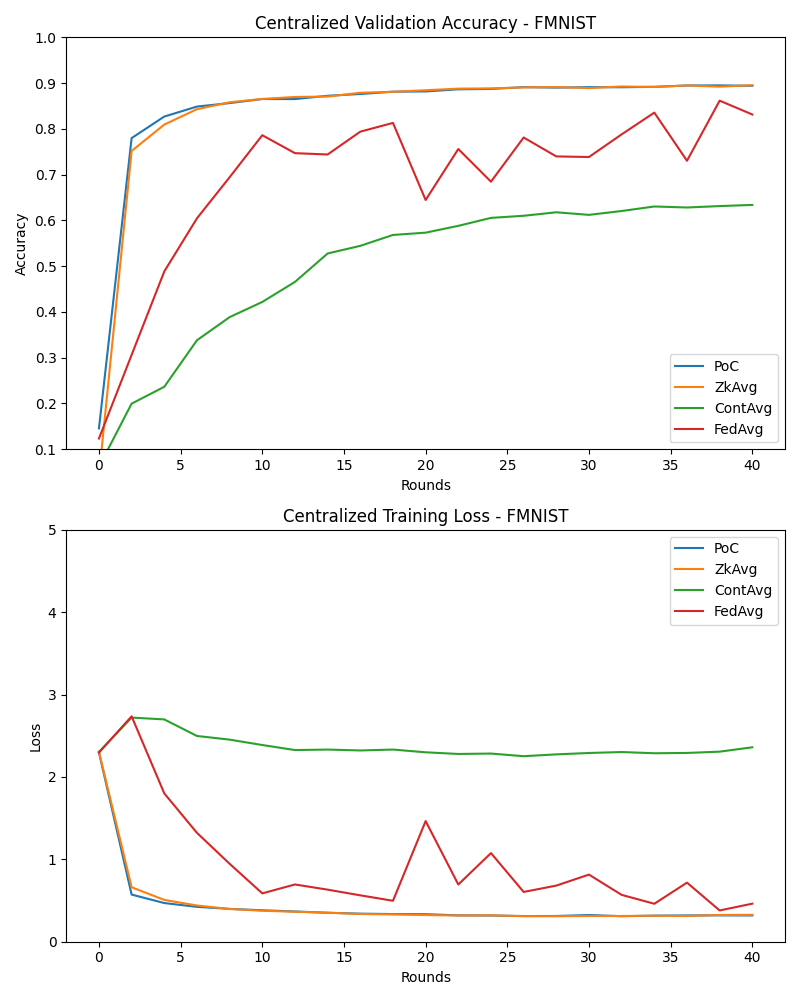 Centralized Validation Accuracy - FMNIST
1.0
0.9
0.8
0.7
0.6
0.5
0.4
0.3
0.2
0.1
Accuracy
PoC
ZkAvg
ContAvg
FedAvg
0 5 10 15 20 25 30 35 40
Rounds
Centralized Training Loss - FMNIST
5
4
3
2
1
0
Loss
PoC
ZkAvg
ContAvg
FedAvg
0 5 10 15 20 25 30 35 40
Rounds